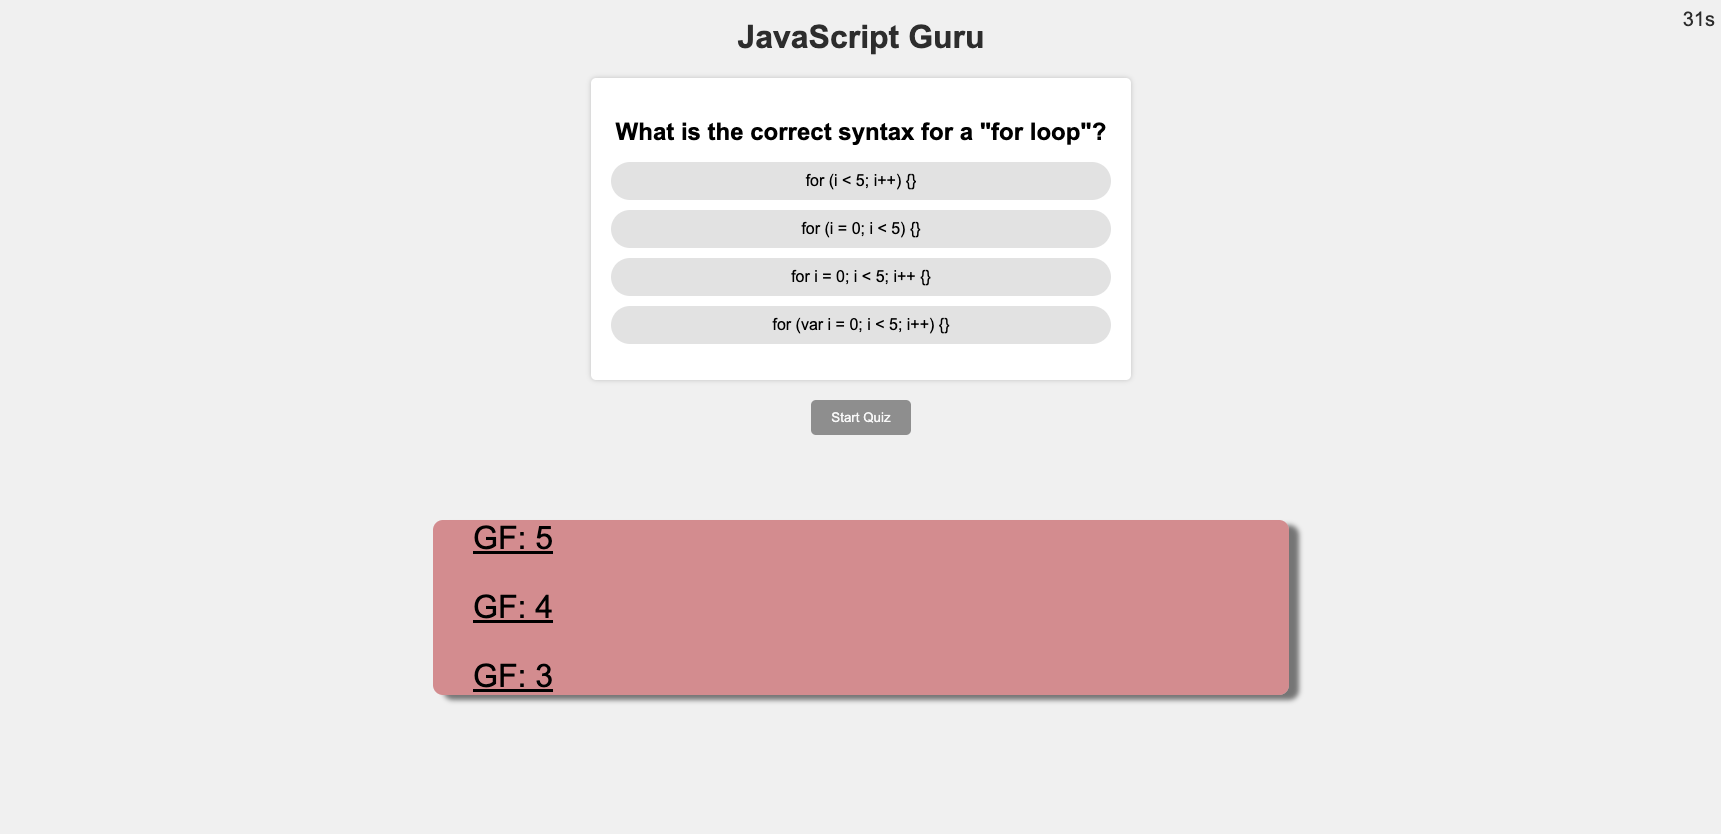 31s
JavaScript Guru
What is the correct syntax for a "for loop"?
for (i < 5; i++) {}
for (i = 0; i < 5) {}
for i = 0; i < 5; i++ {}
for (var i = 0; i < 5; i++) {}
Start Quiz
GF: 5
GF: 4
GF: 3